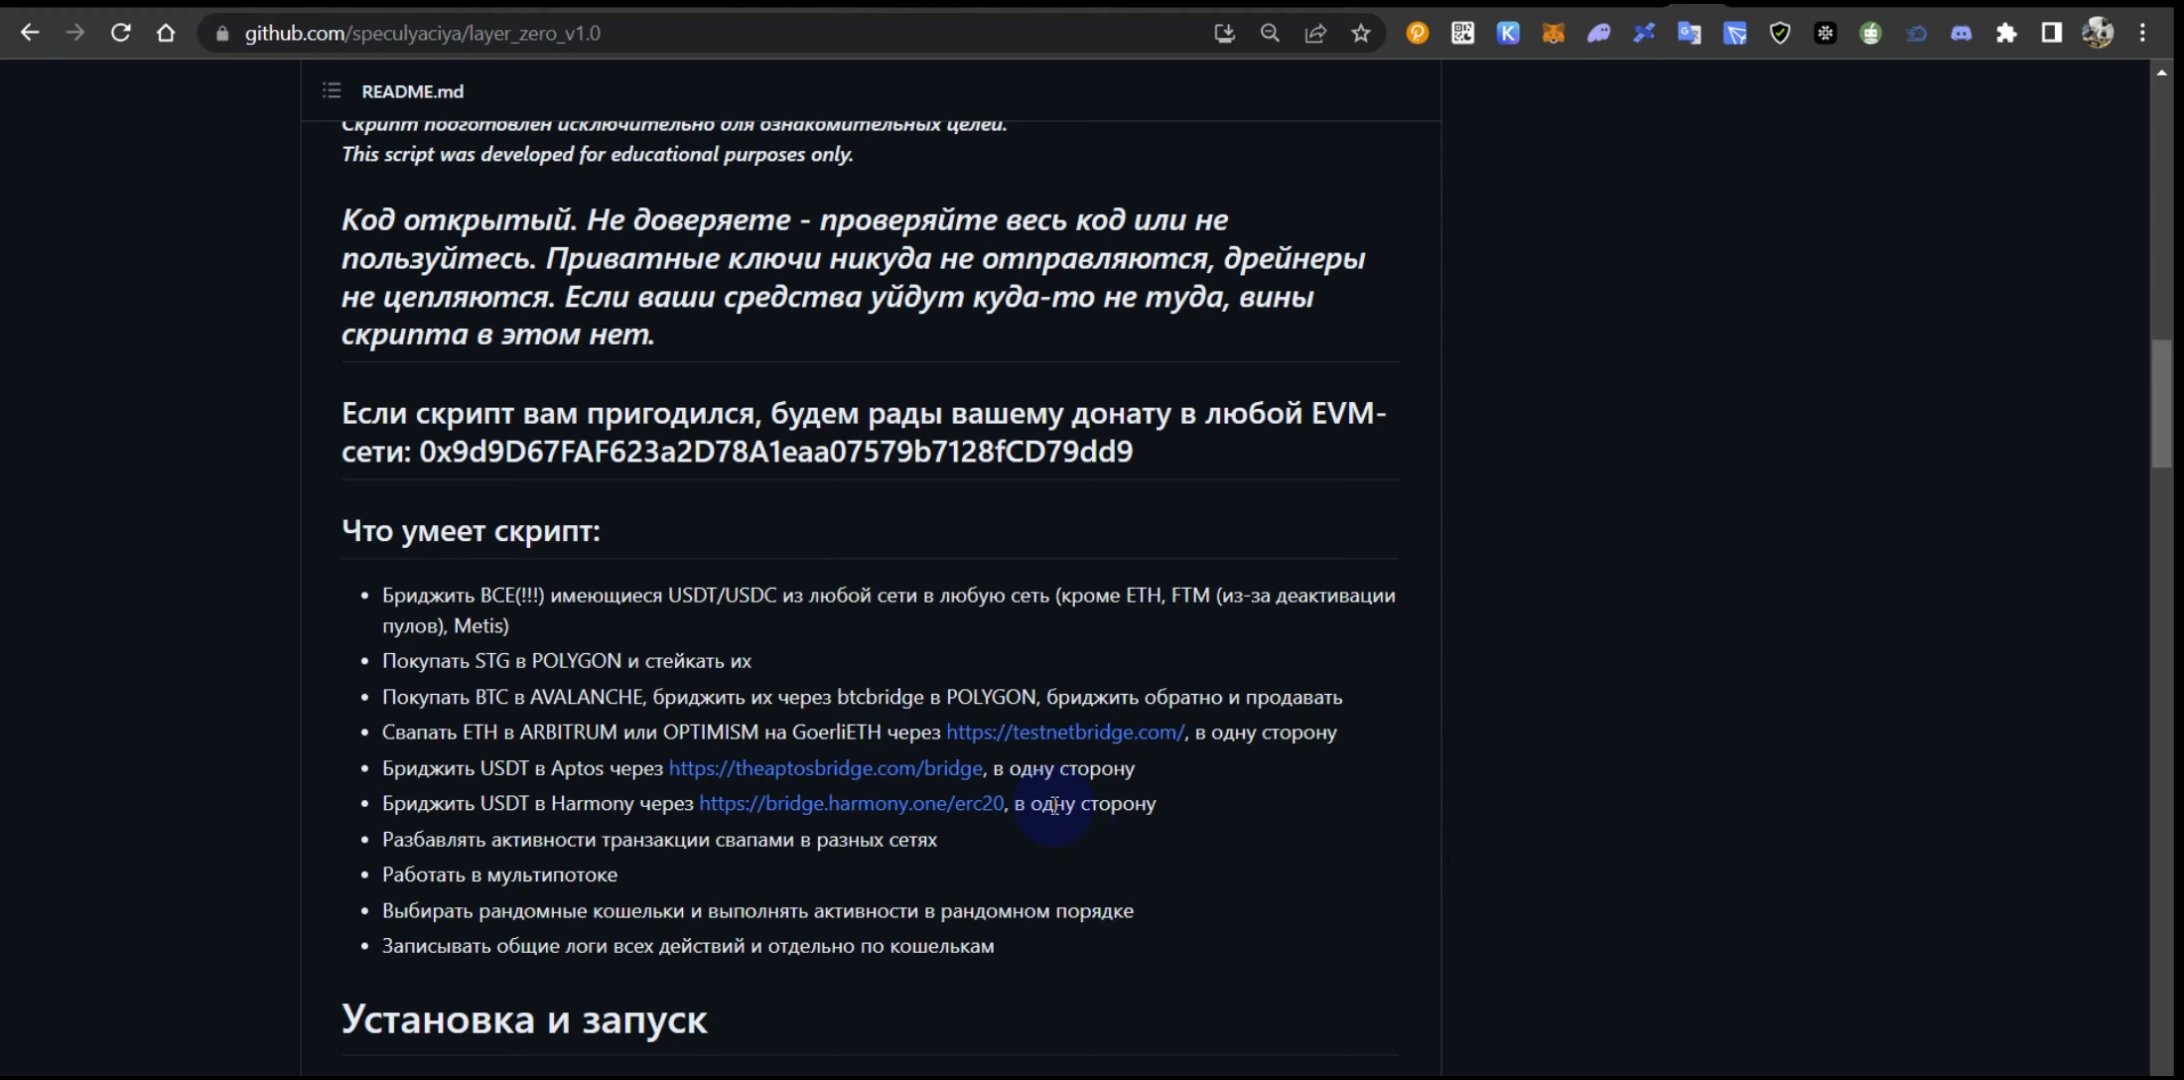 github.com/speculyaciya/layer_zero_v1.0
README.md
Скрипт подготовлен исключительно для ознакомительных целей.
This script was developed for educational purposes only.
Код открытый. Не доверяете - проверяйте весь код или не
пользуйтесь. Приватные ключи никуда не отправляются, дрейнеры
не цепляются. Если ваши средства уйдут куда-то не туда, вины
скрипта в этом нет.
Если скрипт вам пригодился, будем рады вашему донату в любой EVM-
сети: 0x9d9D67FAF623a2D78A1eaa07579b7128fCD79dd9
Что умеет скрипт:
• Бриджить ВСЕ(!!!) имеющиеся USDT/USDC из любой сети в любую сеть (кроме ETH, FTM (из-за деактивации
пулов), Metis)
• Покупать STG в POLYGON и стейкать их
• Покупать BTC в AVALANCHE, бриджить их через btcbridge в POLYGON, бриджить обратно и продавать
• Свапать ETH в ARBITRUM или OPTIMISM на GoerliETH через https://testnetbridge.com/, в одну сторону
• Бриджить USDT в Aptos через https://theaptosbridge.com/bridge, в одну сторону
• Бриджить USDT в Harmony через https://bridge.harmony.one/erc20, в одну сторону
• Разбавлять активности транзакции свапами в разных сетях
• Работать в мультипотоке
• Выбирать рандомные кошельки и выполнять активности в рандомном порядке
• Записывать общие логи всех действий и отдельно по кошелькам
Установка и запуск